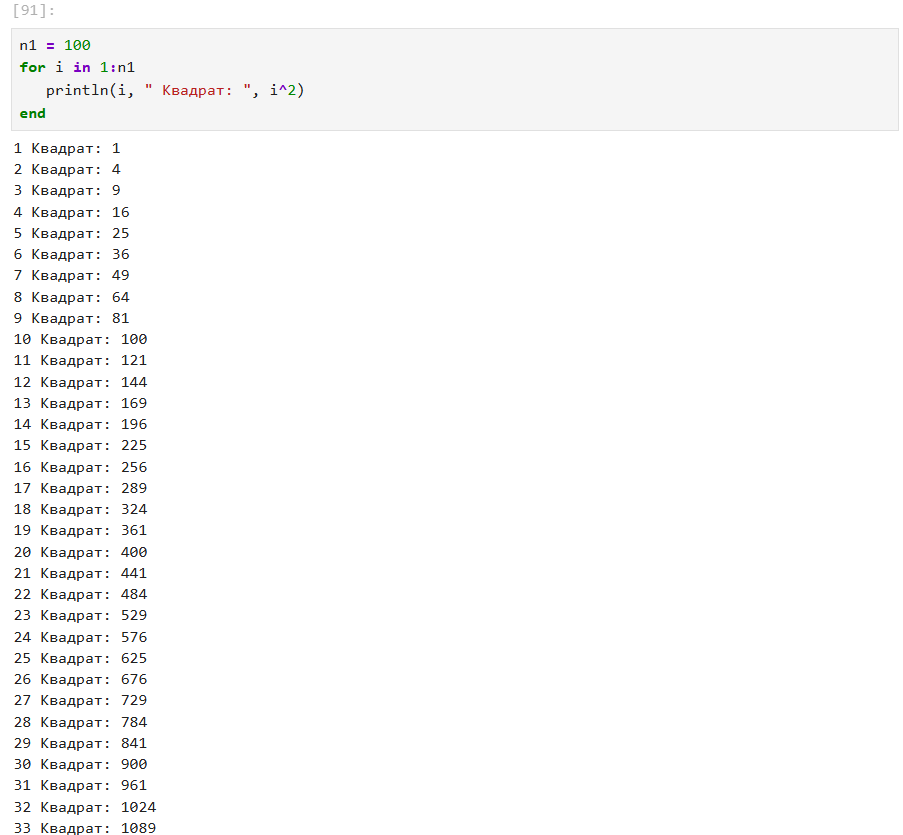 [91]:
n1 = 100
for i in 1:n1
   println(i, " Квадрат: ", i^2)
end
1 Квадрат: 1
2 Квадрат: 4
3 Квадрат: 9
4 Квадрат: 16
5 Квадрат: 25
6 Квадрат: 36
7 Квадрат: 49
8 Квадрат: 64
9 Квадрат: 81
10 Квадрат: 100
11 Квадрат: 121
12 Квадрат: 144
13 Квадрат: 169
14 Квадрат: 196
15 Квадрат: 225
16 Квадрат: 256
17 Квадрат: 289
18 Квадрат: 324
19 Квадрат: 361
20 Квадрат: 400
21 Квадрат: 441
22 Квадрат: 484
23 Квадрат: 529
24 Квадрат: 576
25 Квадрат: 625
26 Квадрат: 676
27 Квадрат: 729
28 Квадрат: 784
29 Квадрат: 841
30 Квадрат: 900
31 Квадрат: 961
32 Квадрат: 1024
33 Квадрат: 1089